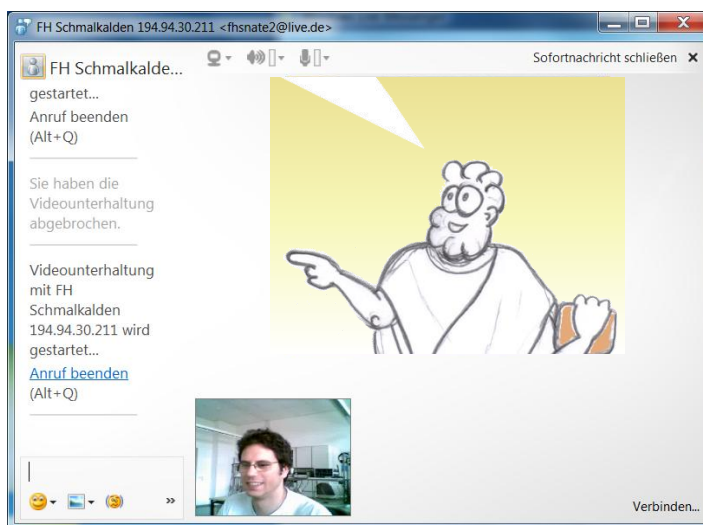 FH Schmalkalden 194.94.30.211 <fhsnate2@live.de>
FH Schmalkalde...
Sofortnachricht schließen
gestartet...
Anruf beenden
(Alt+Q)
Sie haben die
Videounterhaltung
abgebrochen.
Videounterhaltung
mit FH
Schmalkalden
194.94.30.211 wird
gestartet...
Anruf beenden
(Alt+Q)
»
Verbinden...